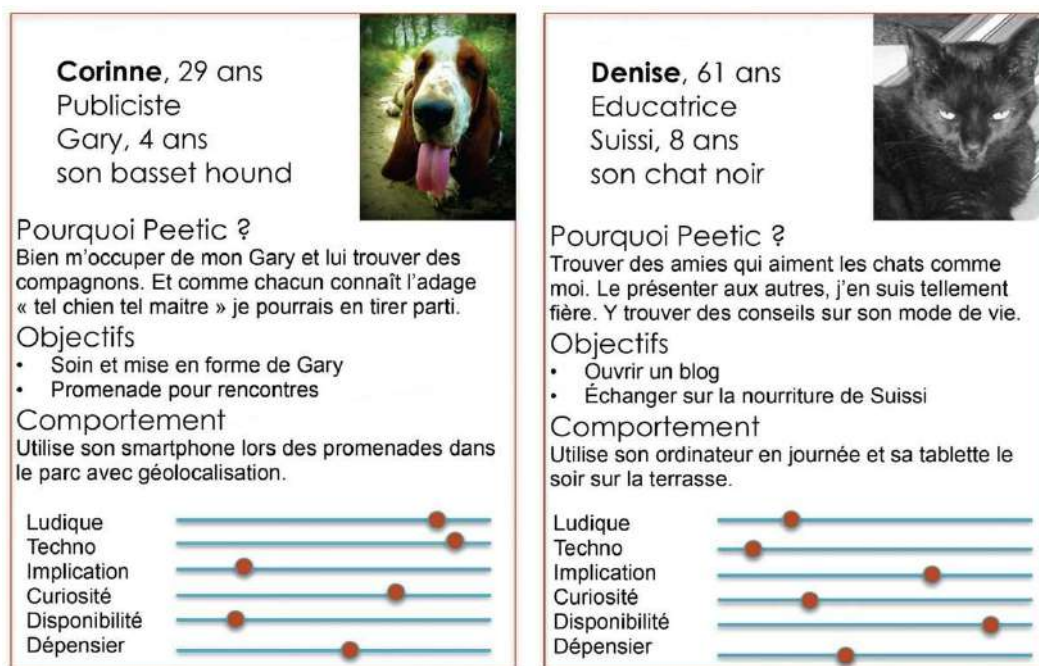 Corinne, 29 ans
Publiciste
Gary, 4 ans
son basset hound
Pourquoi Peetic ?
Bien m’occuper de mon Gary et lui trouver des
compagnons. Et comme chacun connaît l’adage
« tel chien tel maitre » je pourrais en tirer parti.
Objectifs
• Soin et mise en forme de Gary
• Promenade pour rencontres
Comportement
Utilise son smartphone lors des promenades dans
le parc avec géolocalisation.
Ludique
Techno
Implication
Curiosité
Disponibilité
Dépensier
Denise, 61 ans
Educatrice
Suissi, 8 ans
son chat noir
Pourquoi Peetic ?
Trouver des amies qui aiment les chats comme
moi. Le présenter aux autres, j’en suis tellement
fière. Y trouver des conseils sur son mode de vie.
Objectifs
• Ouvrir un blog
• Échanger sur la nourriture de Suissi
Comportement
Utilise son ordinateur en journée et sa tablette le
soir sur la terrasse.
Ludique
Techno
Implication
Curiosité
Disponibilité
Dépensier